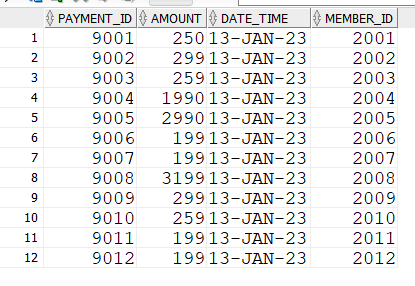 PAYMENT_ID AMOUNT DATE_TIME MEMBER_ID
1 9001 250 13-JAN-23 2001
2 9002 299 13-JAN-23 2002
3 9003 259 13-JAN-23 2003
4 9004 1990 13-JAN-23 2004
5 9005 2990 13-JAN-23 2005
6 9006 199 13-JAN-23 2006
7 9007 199 13-JAN-23 2007
8 9008 3199 13-JAN-23 2008
9 9009 299 13-JAN-23 2009
10 9010 259 13-JAN-23 2010
11 9011 199 13-JAN-23 2011
12 9012 199 13-JAN-23 2012